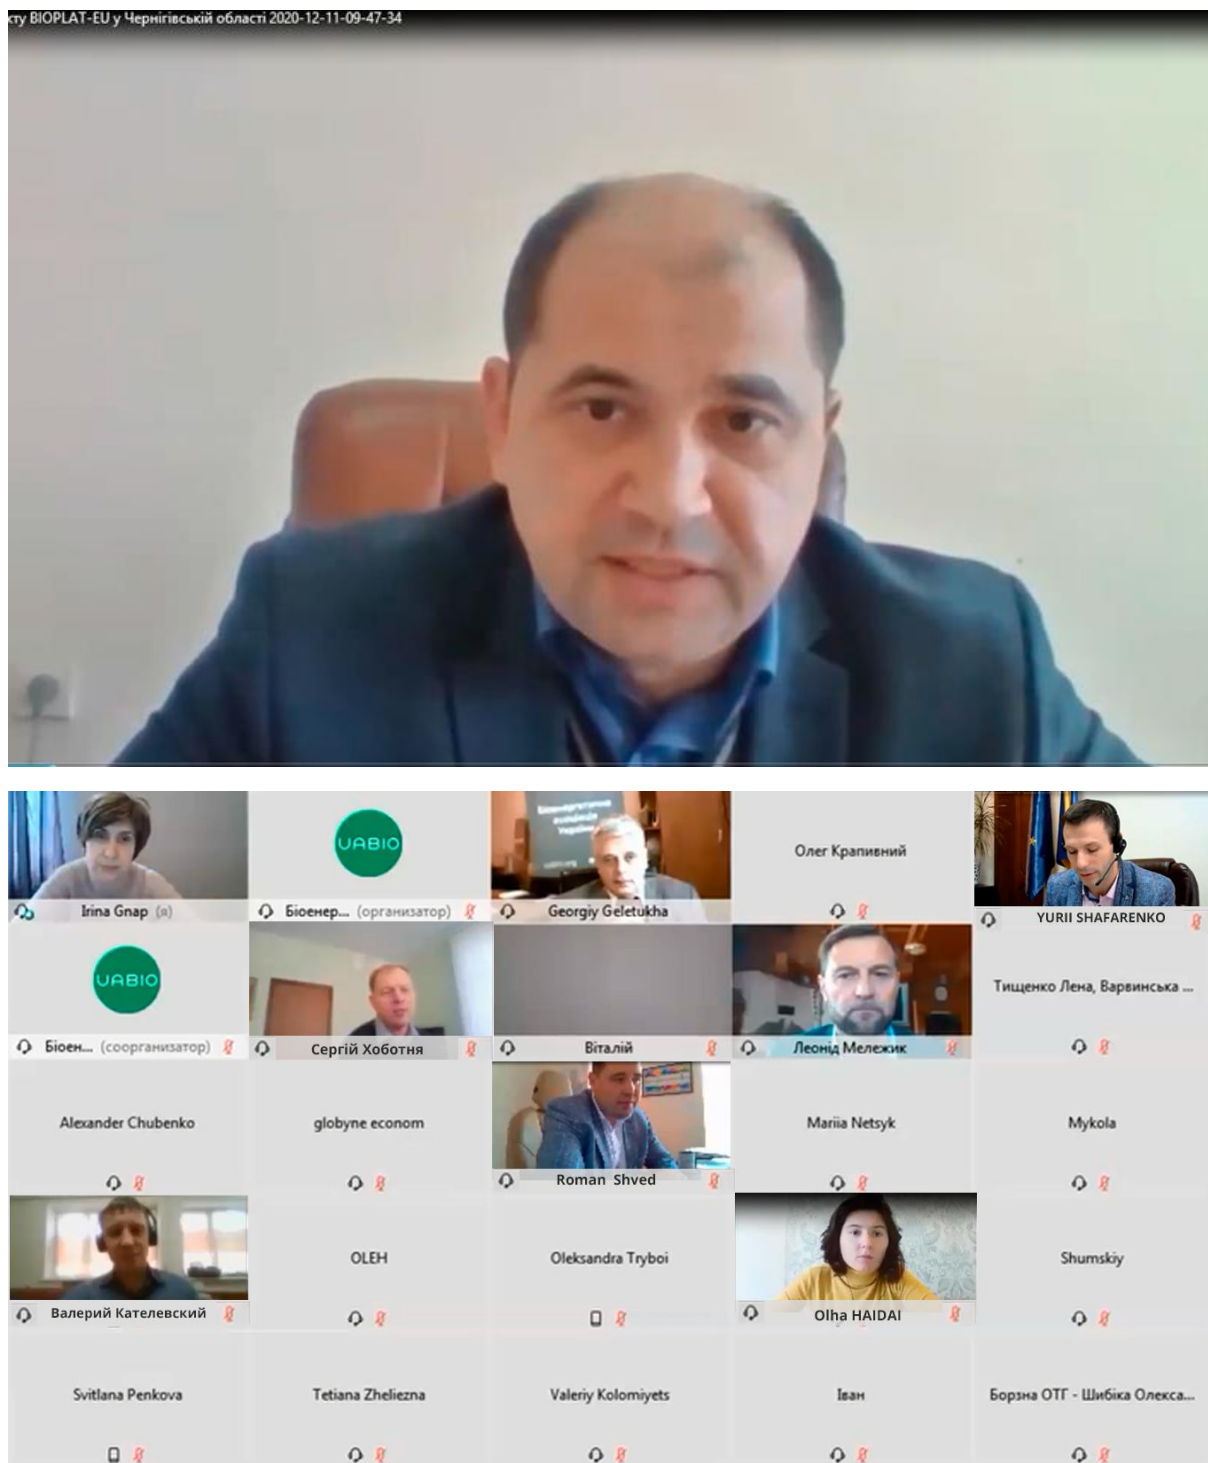 кту BIOPLAT-EU у Чернігівській області 2020-12-11-09-47-34
Біоенергетична
асоціація
України
UABIO
Олег Крапивний
Irina Gnap (я)
Біоенер... (организатор)
Georgiy Geletukha
YURII SHAFARENKO
UABIO
Тищенко Лена, Варвинська ...
Біоен... (соорганизатор)
Сергій Хоботня
Віталій
Леонід Мележик
Alexander Chubenko
globyne econom
Mariia Netsyk
Mykola
Roman Shved
OLEH
Oleksandra Tryboi
Shumskiy
Валерий Кателевский
Olha HAIDAI
Svitlana Penkova
Tetiana Zheliezna
Valeriy Kolomiyets
Іван
Борзна ОТГ - Шибіка Олекса...